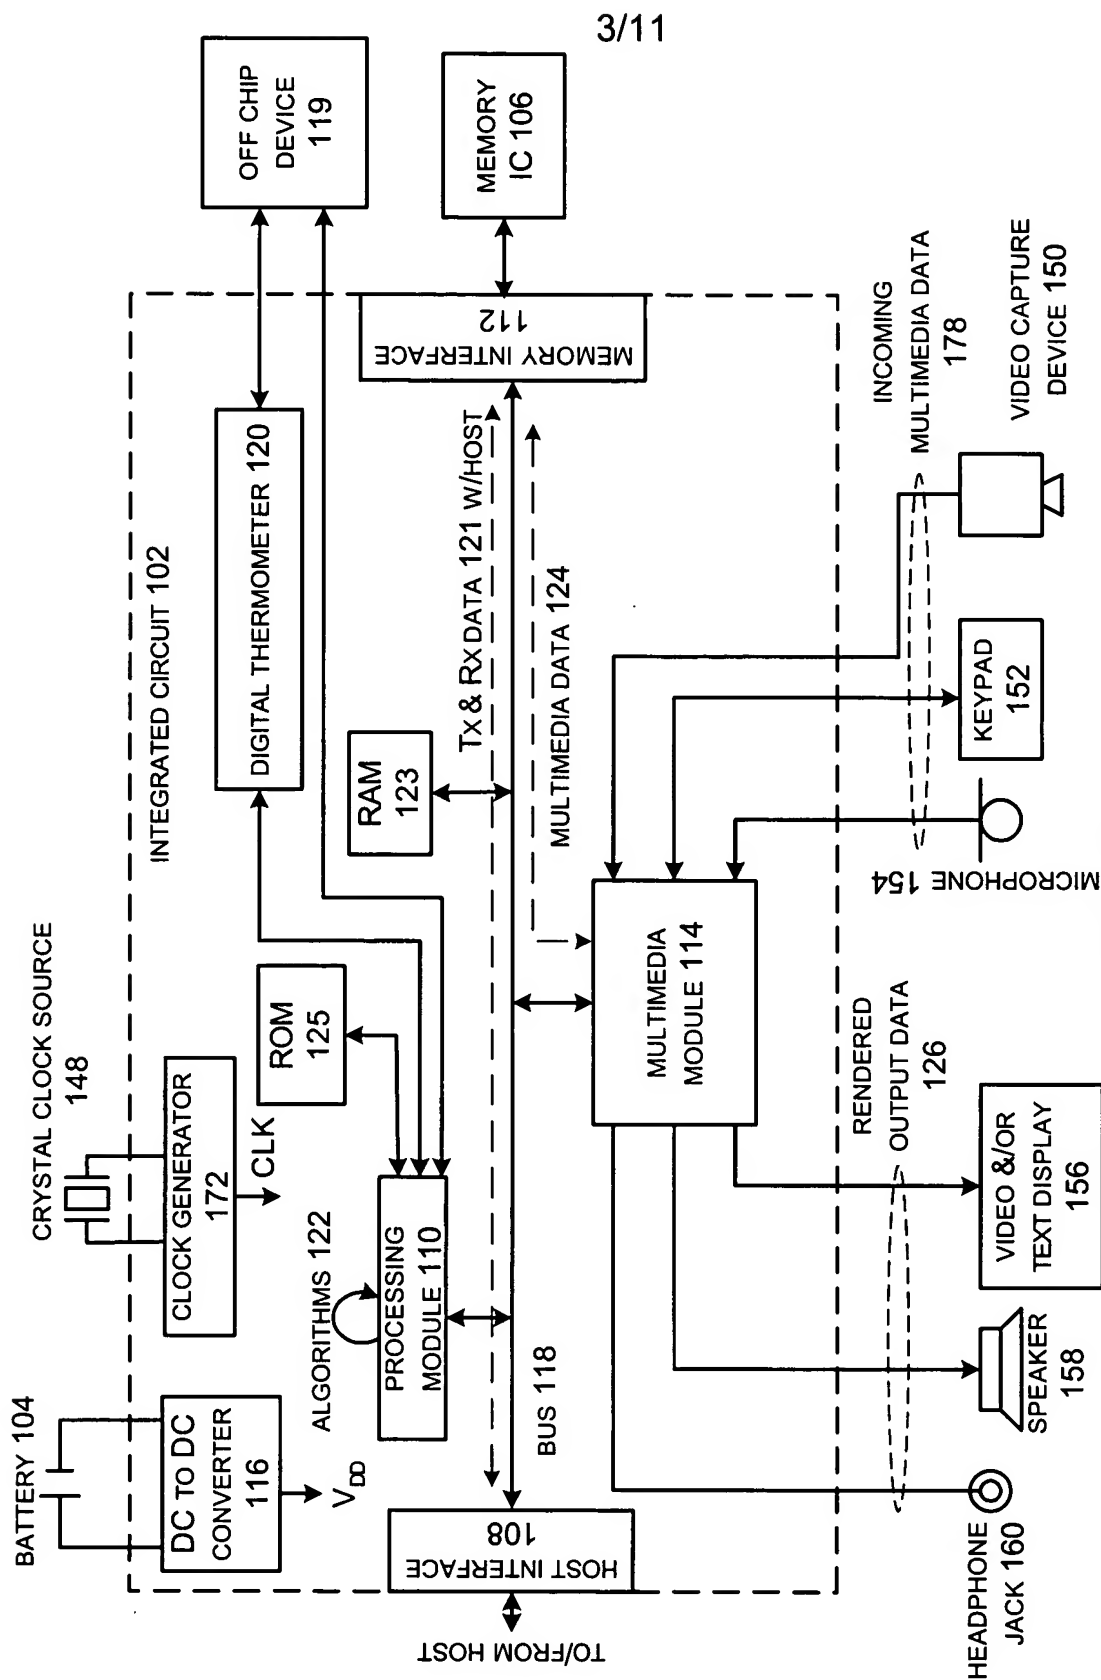 3/11
BATTERY 104
CRYSTAL CLOCK SOURCE
148
DC TO DC
CONVERTER
116
VDD
CLOCK GENERATOR
172
CLK
INTEGRATED CIRCUIT 102
OFF CHIP
DEVICE
119
DIGITAL THERMOMETER 120
ROM
125
ALGORITHMS 122
PROCESSING
MODULE 110
RAM
123
Tx & Rx DATA 121 W/HOST
MEMORY
IC 106
MEMORY INTERFACE
112
TO/FROM HOST
HOST INTERFACE
108
BUS 118
MULTIMEDIA DATA 124
MULTIMEDIA
MODULE 114
RENDERED
OUTPUT DATA
126
INCOMING
MULTIMEDIA DATA
178
HEADPHONE
JACK 160
SPEAKER
158
VIDEO &/OR
TEXT DISPLAY
156
MICROPHONE 154
KEYPAD
152
VIDEO CAPTURE
DEVICE 150